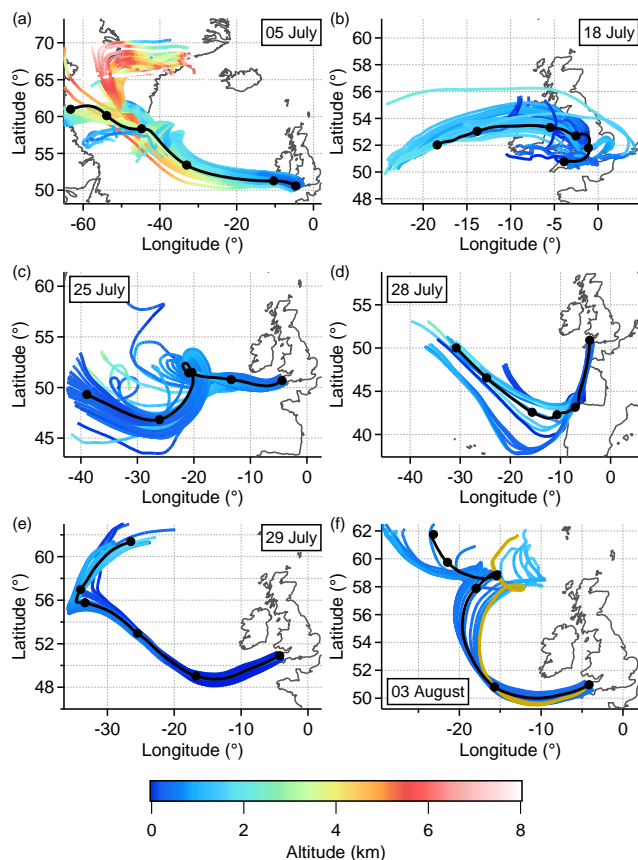 (a)
05 July
70
65
60
55
50
Latitude (°)
-60
-40
-20
0
Longitude (°)
(b)
18 July
60
58
56
54
52
50
48
Latitude (°)
-20
-15
-10
-5
0
Longitude (°)
(c)
25 July
60
55
50
45
Latitude (°)
-40
-30
-20
-10
0
Longitude (°)
(d)
28 July
55
50
45
40
Latitude (°)
-40
-30
-20
-10
0
Longitude (°)
(e)
29 July
60
56
52
48
Latitude (°)
-30
-20
-10
0
Longitude (°)
(f)
03 August
62
60
58
56
54
52
50
Latitude (°)
-20
-10
0
Longitude (°)
0
2
4
6
8
Altitude (km)